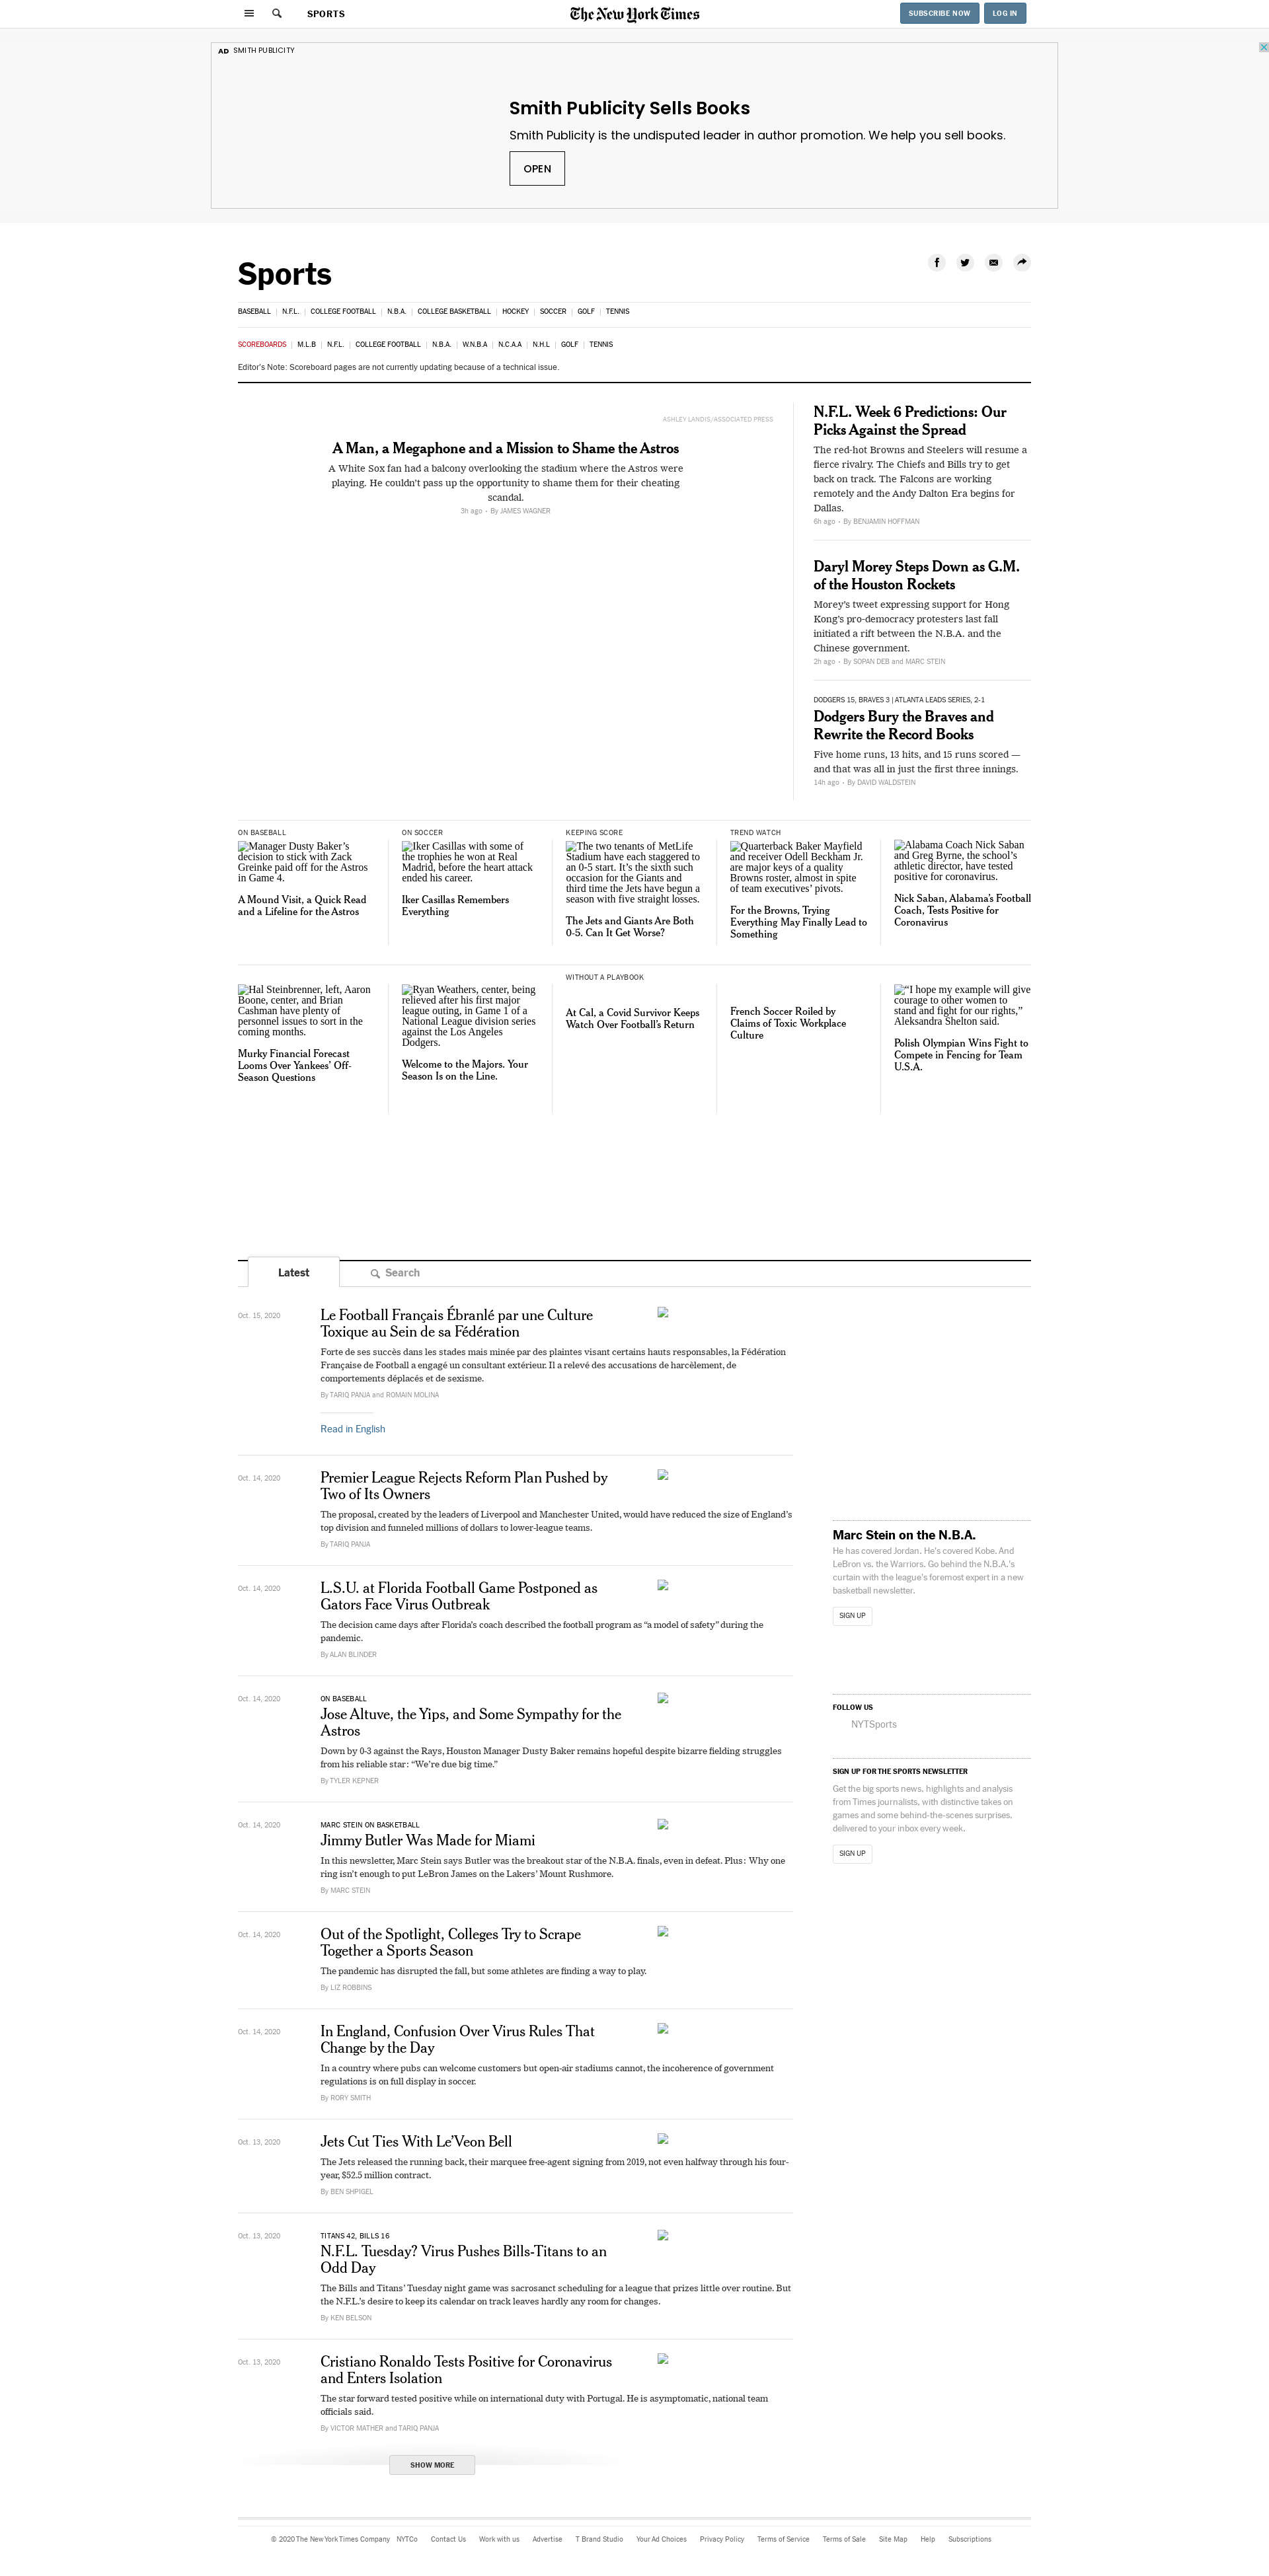 SPORTS
The New York Times
SUBSCRIBE NOW
LOG IN
AD SMITH PUBLICITY
Smith Publicity Sells Books
Smith Publicity is the undisputed leader in author promotion. We help you sell books.
OPEN
Sports
BASEBALL
N.F.L.
COLLEGE FOOTBALL
N.B.A.
COLLEGE BASKETBALL
HOCKEY
SOCCER
GOLF
TENNIS
SCOREBOARDS
M.L.B
N.F.L.
COLLEGE FOOTBALL
N.B.A.
W.N.B.A
N.C.A.A
N.H.L
GOLF
TENNIS
Editor's Note: Scoreboard pages are not currently updating because of a technical issue.
ASHLEY LANDIS/ASSOCIATED PRESS
A Man, a Megaphone and a Mission to Shame the Astros
A White Sox fan had a balcony overlooking the stadium where the Astros were
playing. He couldn't pass up the opportunity to shame them for their cheating
scandal.
3h ago • By JAMES WAGNER
N.F.L. Week 6 Predictions: Our
Picks Against the Spread
The red-hot Browns and Steelers will resume a
fierce rivalry. The Chiefs and Bills try to get
back on track. The Falcons are working
remotely and the Andy Dalton Era begins for
Dallas.
6h ago • By BENJAMIN HOFFMAN
Daryl Morey Steps Down as G.M.
of the Houston Rockets
Morey's tweet expressing support for Hong
Kong's pro-democracy protesters last fall
initiated a rift between the N.B.A. and the
Chinese government.
2h ago • By SOPAN DEB and MARC STEIN
DODGERS 15, BRAVES 3 | ATLANTA LEADS SERIES, 2-1
Dodgers Bury the Braves and
Rewrite the Record Books
Five home runs, 13 hits, and 15 runs scored —
and that was all in just the first three innings.
14h ago • By DAVID WALDSTEIN
ON BASEBALL
Manager Dusty Baker's
decision to stick with Zack
Greinke paid off for the Astros
in Game 4.
A Mound Visit, a Quick Read
and a Lifeline for the Astros
ON SOCCER
Iker Casillas with some of
the trophies he won at Real
Madrid, before the heart attack
ended his career.
Iker Casillas Remembers
Everything
KEEPING SCORE
The two tenants of MetLife
Stadium have each staggered to
an 0-5 start. It's the sixth such
occasion for the Giants and
third time the Jets have begun a
season with five straight losses.
The Jets and Giants Are Both
0-5. Can It Get Worse?
TREND WATCH
Quarterback Baker Mayfield
and receiver Odell Beckham Jr.
are major keys of a quality
Browns roster, almost in spite
of team executives' pivots.
For the Browns, Trying
Everything May Finally Lead to
Something
Alabama Coach Nick Saban
and Greg Byrne, the school's
athletic director, have tested
positive for coronavirus.
Nick Saban, Alabama's Football
Coach, Tests Positive for
Coronavirus
Hal Steinbrenner, left, Aaron
Boone, center, and Brian
Cashman have plenty of
personnel issues to sort in the
coming months.
Murky Financial Forecast
Looms Over Yankees' Off-
Season Questions
Ryan Weathers, center, being
relieved after his first major
league outing, in Game 1 of a
National League division series
against the Los Angeles
Dodgers.
Welcome to the Majors. Your
Season Is on the Line.
WITHOUT A PLAYBOOK
At Cal, a Covid Survivor Keeps
Watch Over Football's Return
French Soccer Roiled by
Claims of Toxic Workplace
Culture
"I hope my example will give
courage to other women to
stand and fight for our rights,"
Aleksandra Shelton said.
Polish Olympian Wins Fight to
Compete in Fencing for Team
U.S.A.
Latest
Search
Oct. 15, 2020
Le Football Français Ébranlé par une Culture
Toxique au Sein de sa Fédération
Forte de ses succès dans les stades mais minée par des plaintes visant certains hauts responsables, la Fédération
Française de Football a engagé un consultant extérieur. Il a relevé des accusations de harcèlement, de
comportements déplacés et de sexisme.
By TARIQ PANJA and ROMAIN MOLINA
Read in English
Oct. 14, 2020
Premier League Rejects Reform Plan Pushed by
Two of Its Owners
The proposal, created by the leaders of Liverpool and Manchester United, would have reduced the size of England's
top division and funneled millions of dollars to lower-league teams.
By TARIQ PANJA
Oct. 14, 2020
L.S.U. at Florida Football Game Postponed as
Gators Face Virus Outbreak
The decision came days after Florida's coach described the football program as "a model of safety" during the
pandemic.
By ALAN BLINDER
Oct. 14, 2020
ON BASEBALL
Jose Altuve, the Yips, and Some Sympathy for the
Astros
Down by 0-3 against the Rays, Houston Manager Dusty Baker remains hopeful despite bizarre fielding struggles
from his reliable star: "We're due big time."
By TYLER KEPNER
Oct. 14, 2020
MARC STEIN ON BASKETBALL
Jimmy Butler Was Made for Miami
In this newsletter, Marc Stein says Butler was the breakout star of the N.B.A. finals, even in defeat. Plus: Why one
ring isn't enough to put LeBron James on the Lakers' Mount Rushmore.
By MARC STEIN
Oct. 14, 2020
Out of the Spotlight, Colleges Try to Scrape
Together a Sports Season
The pandemic has disrupted the fall, but some athletes are finding a way to play.
By LIZ ROBBINS
Oct. 14, 2020
In England, Confusion Over Virus Rules That
Change by the Day
In a country where pubs can welcome customers but open-air stadiums cannot, the incoherence of government
regulations is on full display in soccer.
By RORY SMITH
Oct. 13, 2020
Jets Cut Ties With Le'Veon Bell
The Jets released the running back, their marquee free-agent signing from 2019, not even halfway through his four-
year, $52.5 million contract.
By BEN SHPIGEL
Oct. 13, 2020
TITANS 42, BILLS 16
N.F.L. Tuesday? Virus Pushes Bills-Titans to an
Odd Day
The Bills and Titans' Tuesday night game was sacrosanct scheduling for a league that prizes little over routine. But
the N.F.L.'s desire to keep its calendar on track leaves hardly any room for changes.
By KEN BELSON
Oct. 13, 2020
Cristiano Ronaldo Tests Positive for Coronavirus
and Enters Isolation
The star forward tested positive while on international duty with Portugal. He is asymptomatic, national team
officials said.
By VICTOR MATHER and TARIQ PANJA
SHOW MORE
Marc Stein on the N.B.A.
He has covered Jordan. He's covered Kobe. And
LeBron vs. the Warriors. Go behind the N.B.A.'s
curtain with the league's foremost expert in a new
basketball newsletter.
SIGN UP
FOLLOW US
NYTSports
SIGN UP FOR THE SPORTS NEWSLETTER
Get the big sports news, highlights and analysis
from Times journalists, with distinctive takes on
games and some behind-the-scenes surprises,
delivered to your inbox every week.
SIGN UP
© 2020 The New York Times Company
NYTCo
Contact Us
Work with us
Advertise
T Brand Studio
Your Ad Choices
Privacy Policy
Terms of Service
Terms of Sale
Site Map
Help
Subscriptions